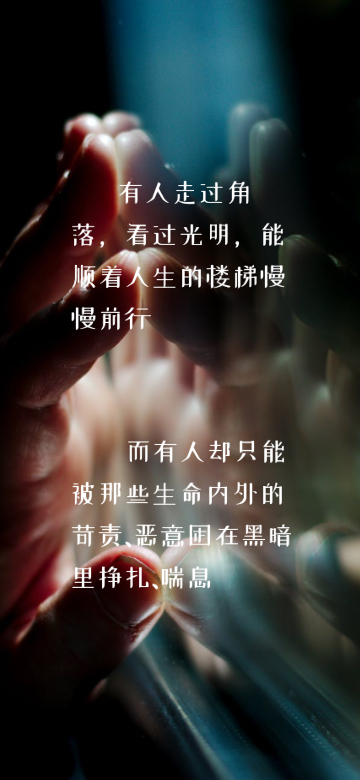 有人走过角
落，看过光明，能
顺着人生的楼梯慢
慢前行
而有人却只能
被那些生命内外的
苛责、恶意困在黑暗
里挣扎、喘息